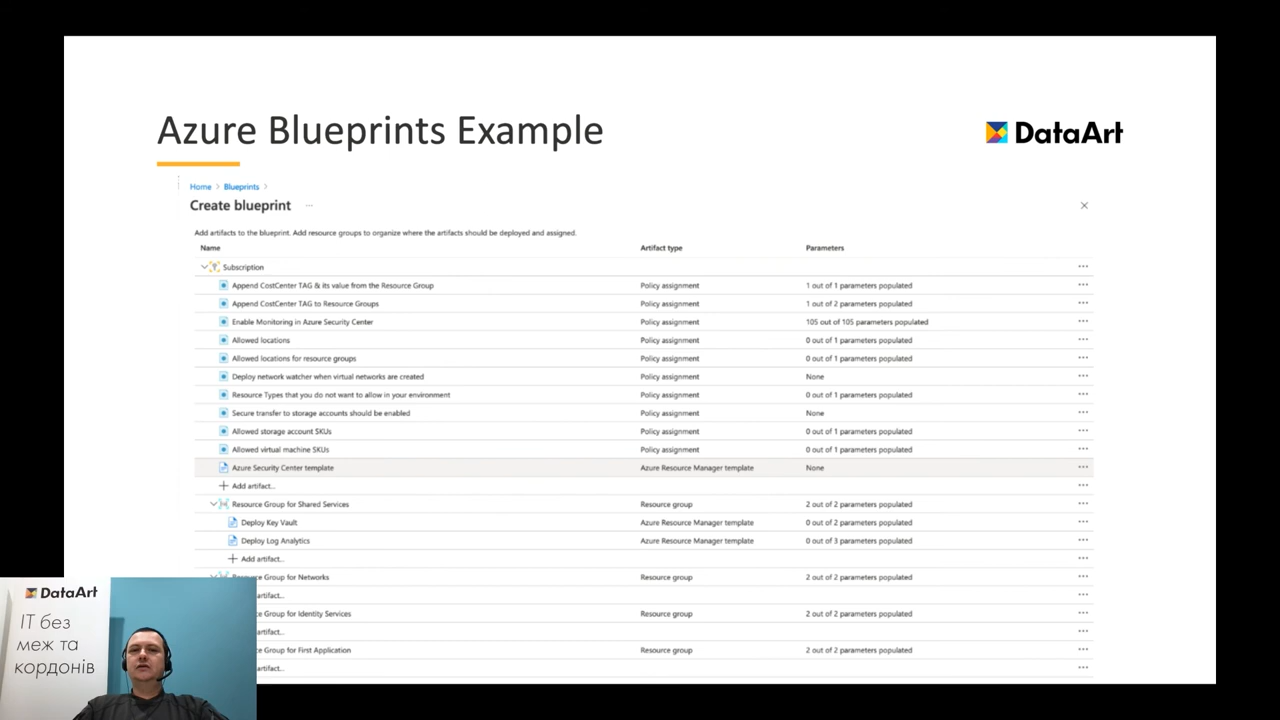 Azure Blueprints Example
DataArt
Home > Blueprints >
Create blueprint ...
Add artifacts to the blueprint. Add resource groups to organize where the artifacts should be deployed and assigned.
Name Artifact type Parameters
Subscription
Append CostCenter TAG & its value from the Resource Group Policy assignment 1 out of 1 parameters populated
Append CostCenter TAG to Resource Groups Policy assignment 1 out of 2 parameters populated
Enable Monitoring in Azure Security Center Policy assignment 105 out of 105 parameters populated
Allowed locations Policy assignment 0 out of 1 parameters populated
Allowed locations for resource groups Policy assignment 0 out of 1 parameters populated
Deploy network watcher when virtual networks are created Policy assignment None
Resource Types that you do not want to allow in your environment Policy assignment 0 out of 1 parameters populated
Secure transfer to storage accounts should be enabled Policy assignment None
Allowed storage account SKUs Policy assignment 0 out of 1 parameters populated
Allowed virtual machine SKUs Policy assignment 0 out of 1 parameters populated
Azure Security Center template Azure Resource Manager template None
+ Add artifact...
Resource Group for Shared Services Resource group 2 out of 2 parameters populated
Deploy Key Vault Azure Resource Manager template 0 out of 2 parameters populated
Deploy Log Analytics Azure Resource Manager template 0 out of 3 parameters populated
+ Add artifact...
Group for Networks Resource group 2 out of 2 parameters populated
artifact...
Group for Identity Services Resource group 2 out of 2 parameters populated
artifact...
Group for First Application Resource group 2 out of 2 parameters populated
artifact...
DataArt
ІТ без
меж та
кордонів